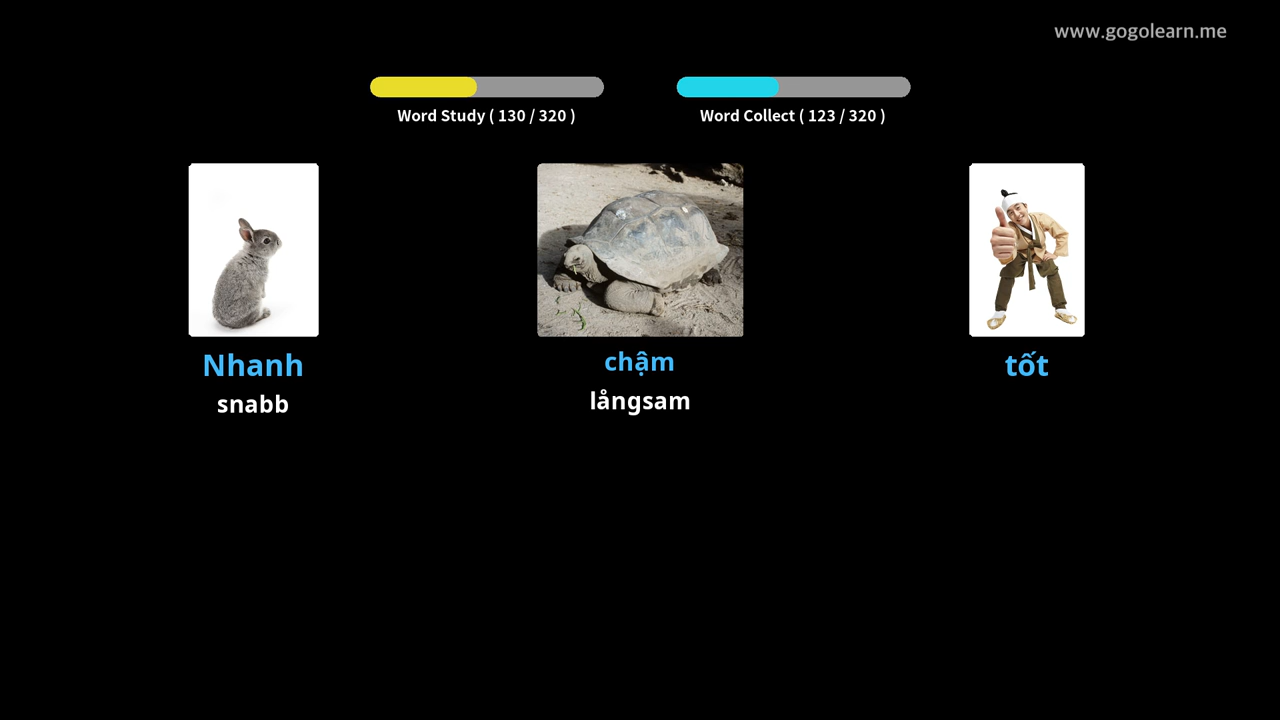 www.gogolearn.me
Word Study ( 130 / 320 )
Word Collect ( 123 / 320 )
Nhanh
snabb
chậm
långsam
tốt